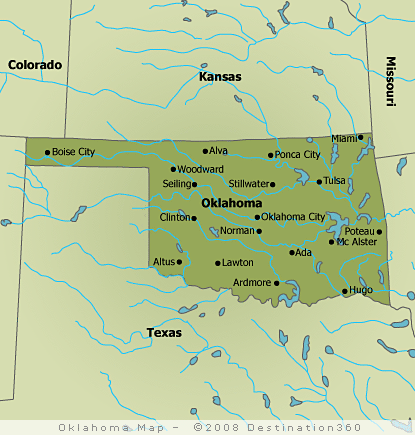 Colorado
Kansas
Missouri
Miami
Boise City
Alva
Ponca City
Woodward
Seiling
Stillwater
Tulsa
Oklahoma
Clinton
Oklahoma City
Norman
Poteau
Mc Alster
Ada
Altus
Lawton
Ardmore
Hugo
Texas
Oklahoma Map - ©2008 Destination360